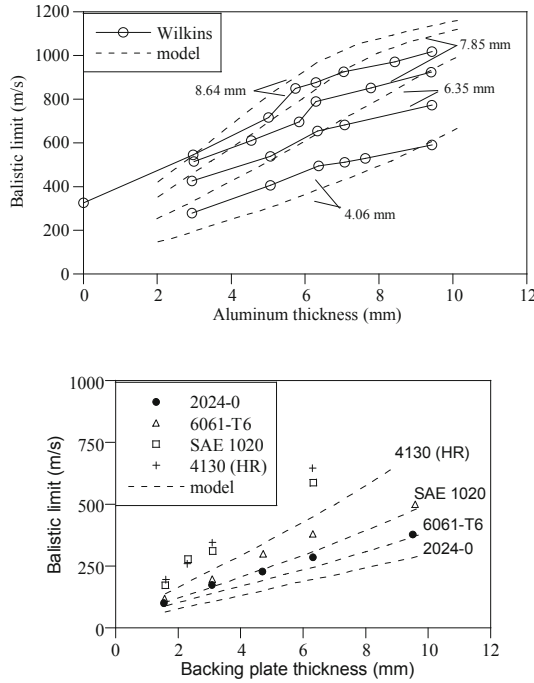 1200
1000
800
600
400
200
0
Balistic limit (m/s)
Wilkins
model
8.64 mm
7.85 mm
6.35 mm
4.06 mm
0 2 4 6 8 10 12
Aluminum thickness (mm)
1000
750
500
250
0
Balistic limit (m/s)
2024-0
6061-T6
SAE 1020
4130 (HR)
model
4130 (HR)
SAE 1020
6061-T6
2024-0
0 2 4 6 8 10 12
Backing plate thickness (mm)